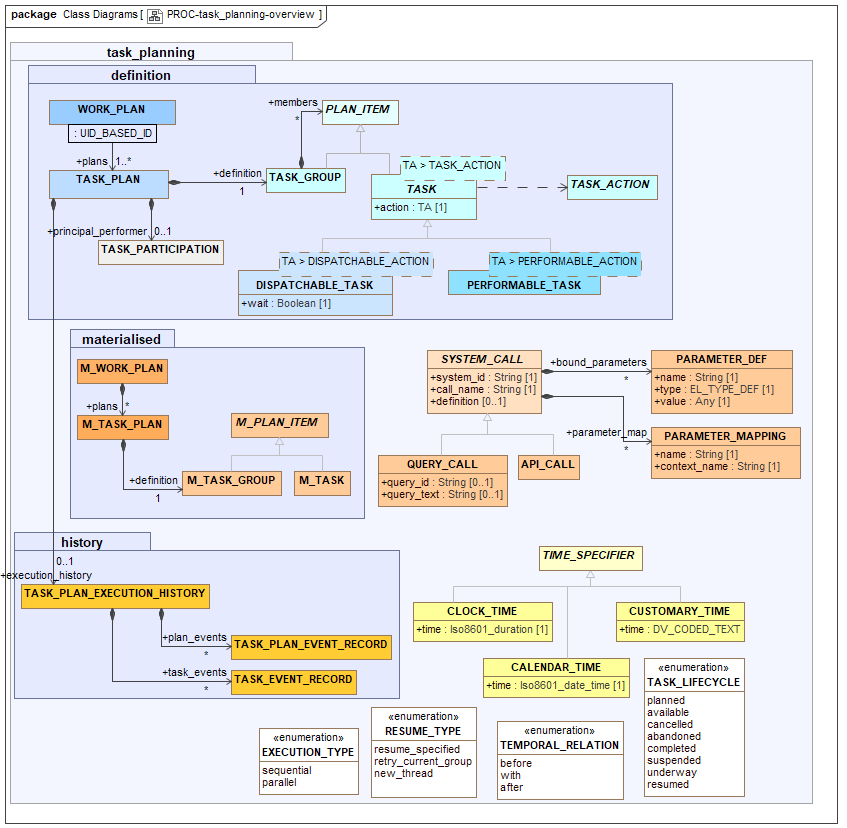 package Class Diagrams [ PROC-task_planning-overview ]
task_planning
definition
WORK_PLAN
: UID_BASED_ID
+plans 1..*
TASK_PLAN
+definition
1
TASK_GROUP
+members
*
PLAN_ITEM
TA > TASK_ACTION
TASK
+action : TA [1]
TASK_ACTION
+principal_performer 0..1
TASK_PARTICIPATION
TA > DISPATCHABLE_ACTION
DISPATCHABLE_TASK
+wait : Boolean [1]
TA > PERFORMABLE_ACTION
PERFORMABLE_TASK
materialised
M_WORK_PLAN
+plans *
M_TASK_PLAN
+definition
1
M_PLAN_ITEM
M_TASK_GROUP
M_TASK
SYSTEM_CALL
+system_id : String [1]
+call_name : String [1]
+definition [0..1]
+bound_parameters
*
PARAMETER_DEF
+name : String [1]
+type : EL_TYPE_DEF [1]
+value : Any [1]
+parameter_map
*
PARAMETER_MAPPING
+name : String [1]
+context_name : String [1]
QUERY_CALL
+query_id : String [0..1]
+query_text : String [0..1]
API_CALL
history
0..1
+execution_history
TASK_PLAN_EXECUTION_HISTORY
+plan_events
*
TASK_PLAN_EVENT_RECORD
+task_events
*
TASK_EVENT_RECORD
TIME_SPECIFIER
CLOCK_TIME
+time : Iso8601_duration [1]
CUSTOMARY_TIME
+time : DV_CODED_TEXT
CALENDAR_TIME
+time : Iso8601_date_time [1]
«enumeration»
TASK_LIFECYCLE
planned
available
cancelled
abandoned
completed
suspended
underway
resumed
«enumeration»
EXECUTION_TYPE
sequential
parallel
«enumeration»
RESUME_TYPE
resume_specified
retry_current_group
new_thread
«enumeration»
TEMPORAL_RELATION
before
with
after